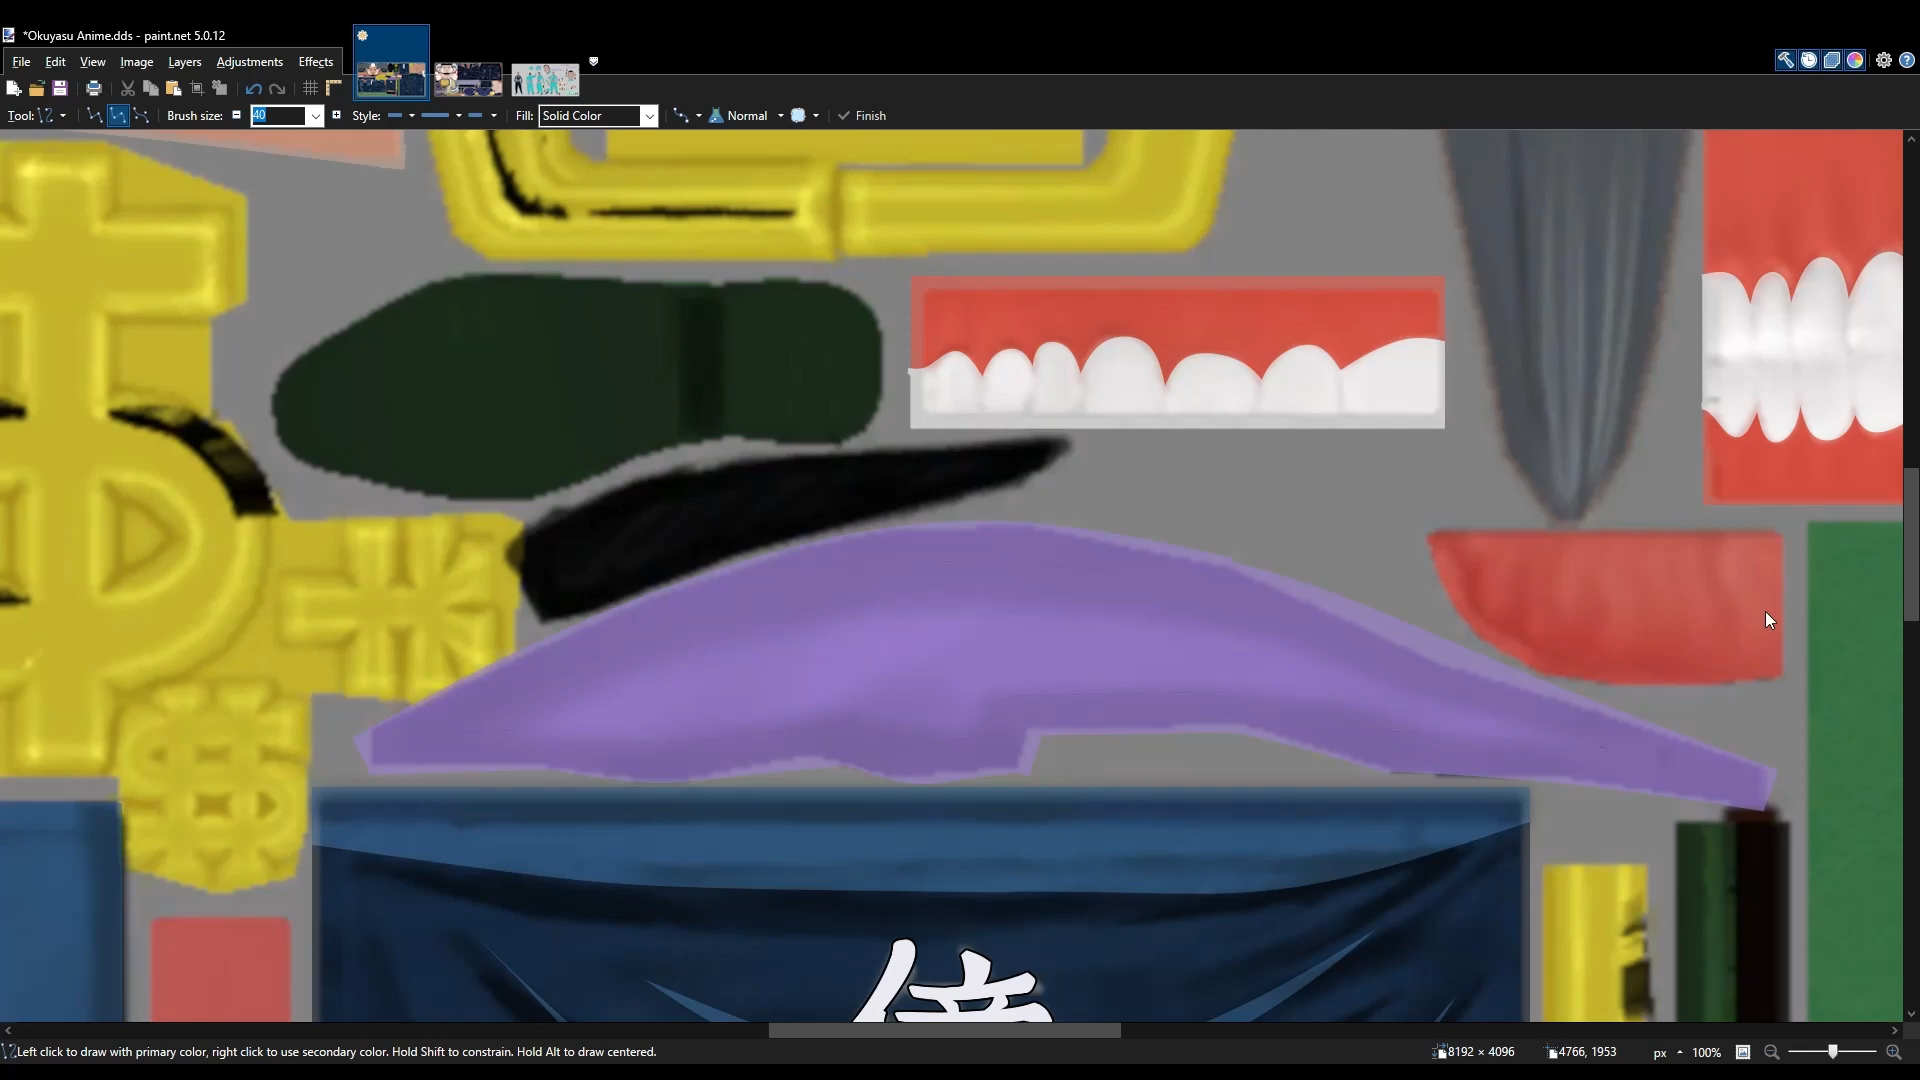 *Okuyasu Anime.dds - paint.net 5.0.12
File Edit View Image Layers Adjustments Effects
Tool: Brush size: 40 Style: Fill: Solid Color Normal Finish
Left click to draw with primary color, right click to use secondary color. Hold Shift to constrain. Hold Alt to draw centered. 8192 × 4096 4766, 1953 px 100%